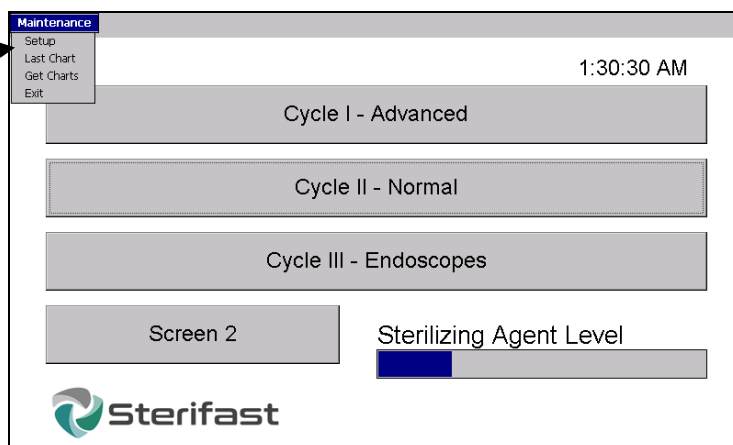 Maintenance
Setup
Last Chart
Get Charts
Exit
1:30:30 AM
Cycle I - Advanced
Cycle II - Normal
Cycle III - Endoscopes
Screen 2
Sterilizing Agent Level
Sterifast